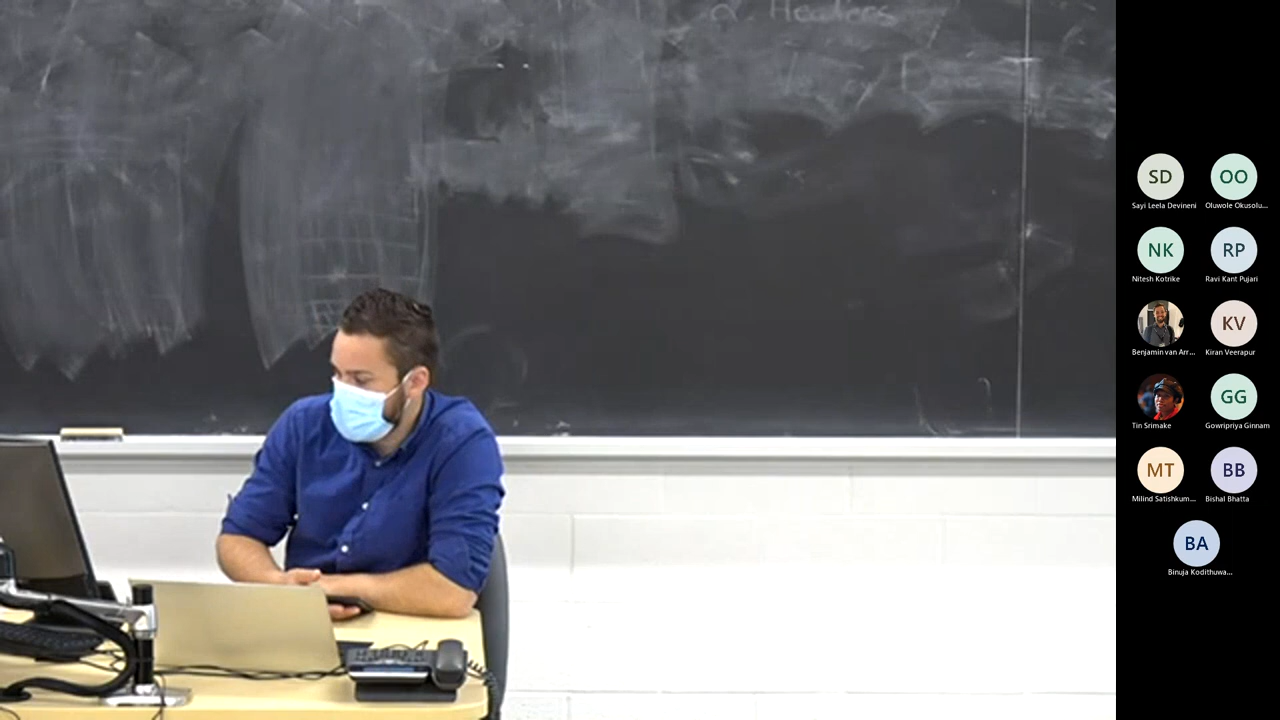 a. Headers
SD OO
Sayi Leela Devineni Oluwole Okusolu...
NK RP
Nitesh Kotrike Ravi Kant Pujari
KV
Benjamin van Arr... Kiran Veerapur
GG
Tin Srimake Gowripriya Ginnam
MT BB
Milind Satishkum... Bishal Bhatta
BA
Binuja Kodithuwa...